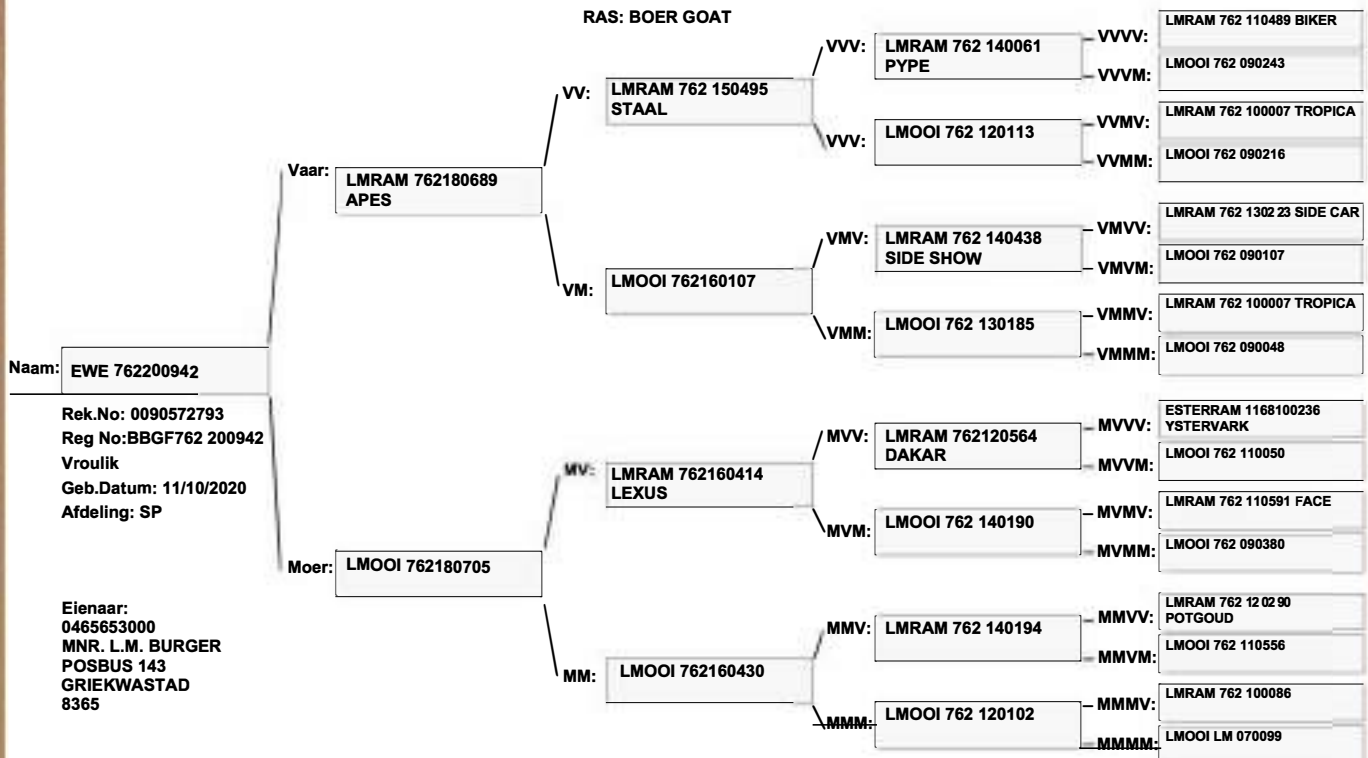 RAS: BOER GOAT
Naam:
EWE 762200942
Rek.No: 0090572793
Reg No:BBGF762 200942
Vroulik
Geb.Datum: 11/10/2020
Afdeling: SP
Eienaar:
0465653000
MNR. L.M. BURGER
POSBUS 143
GRIEKWASTAD
8365
Vaar:
LMRAM 762180689
APES
Moer:
LMOOI 762180705
VV:
LMRAM 762 150495
STAAL
VM:
LMOOI 762160107
MV:
LMRAM 762160414
LEXUS
MM:
LMOOI 762160430
VVV:
LMRAM 762 140061
PYPE
VVV:
LMOOI 762 120113
VMV:
LMRAM 762 140438
SIDE SHOW
VMM:
LMOOI 762 130185
MVV:
LMRAM 762120564
DAKAR
MVM:
LMOOI 762 140190
MMV:
LMRAM 762 140194
MMM:
LMOOI 762 120102
VVVV:
LMRAM 762 110489 BIKER
VVVM:
LMOOI 762 090243
VVMV:
LMRAM 762 100007 TROPICA
VVMM:
LMOOI 762 090216
VMVV:
LMRAM 762 130223 SIDE CAR
VMVM:
LMOOI 762 090107
VMMV:
LMRAM 762 100007 TROPICA
VMMM:
LMOOI 762 090048
MVVV:
ESTERRAM 1168100236
YSTERVARK
MVVM:
LMOOI 762 110050
MVMV:
LMRAM 762 110591 FACE
MVMM:
LMOOI 762 090380
MMVV:
LMRAM 762 120290
POTGOUD
MMVM:
LMOOI 762 110556
MMMV:
LMRAM 762 100086
MMMM:
LMOOI LM 070099